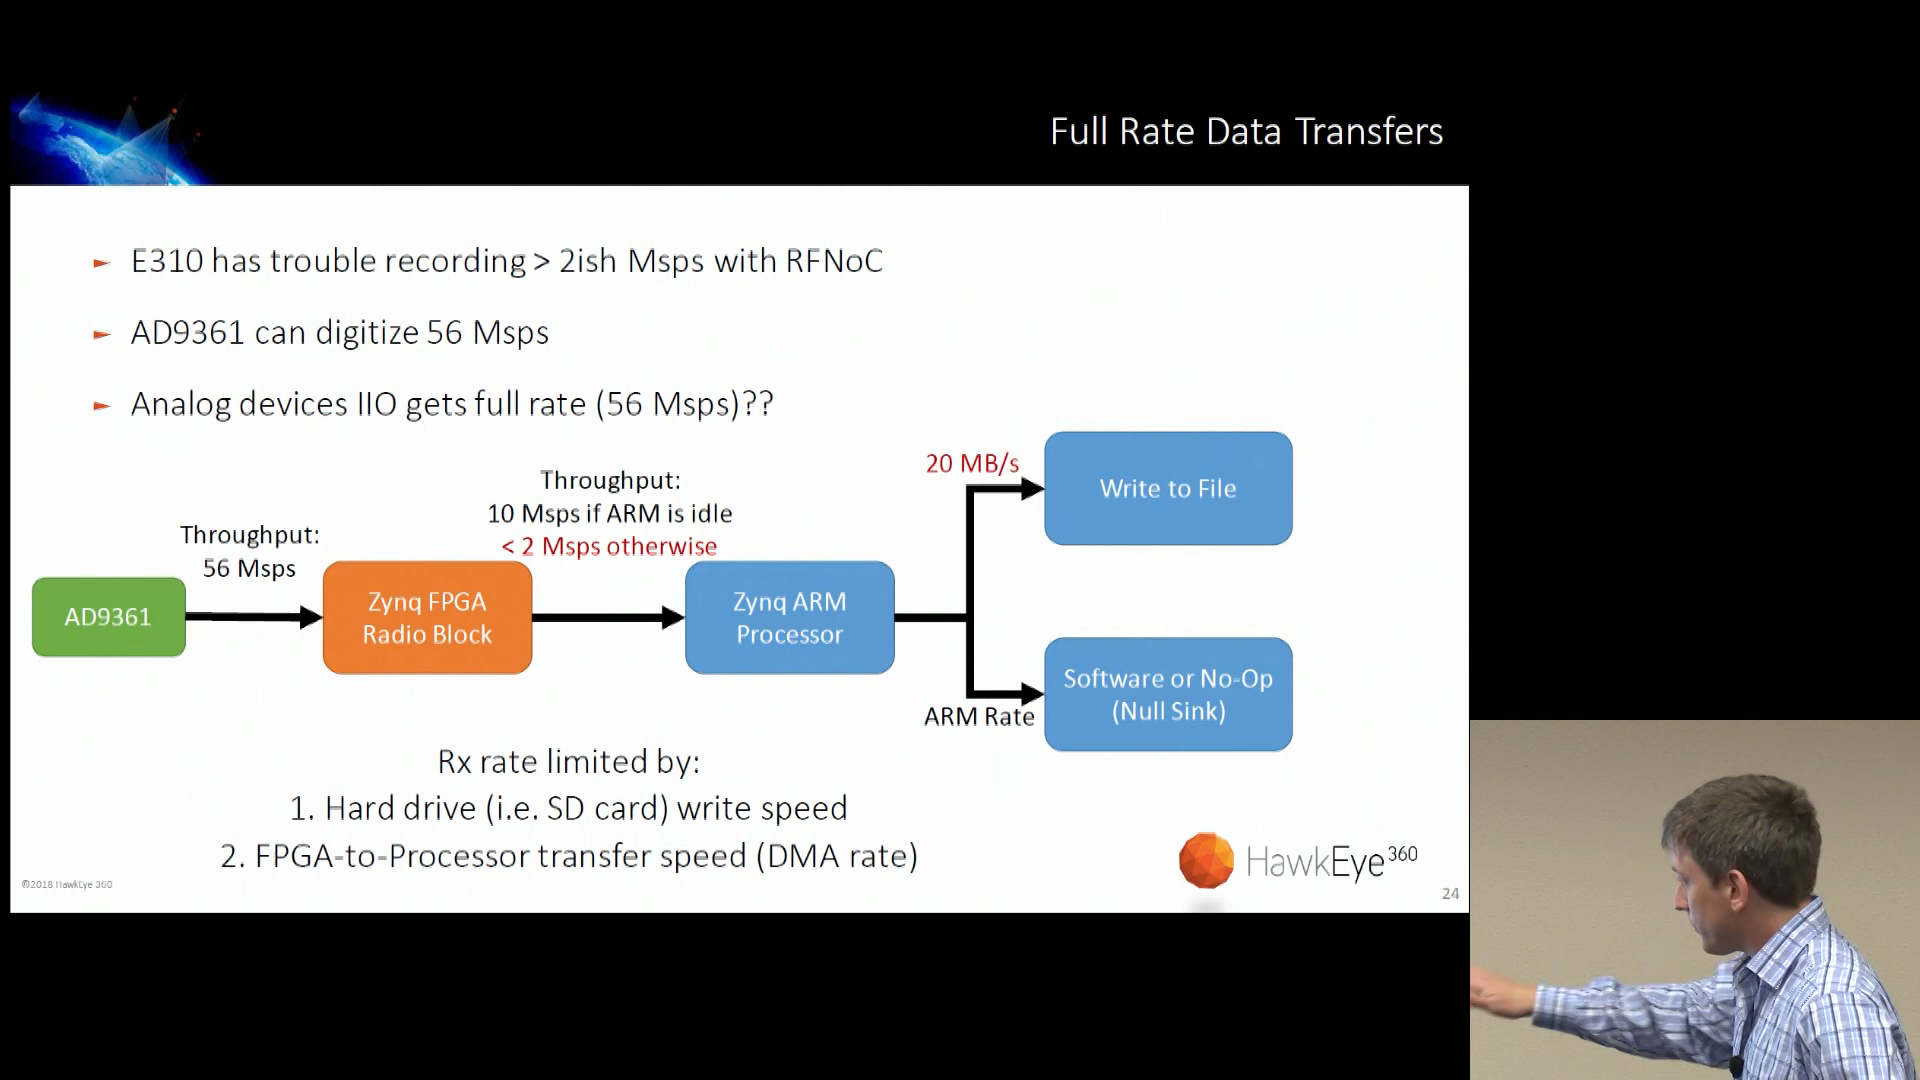 Full Rate Data Transfers
► E310 has trouble recording > 2ish Msps with RFNoC
► AD9361 can digitize 56 Msps
► Analog devices IIO gets full rate (56 Msps)??
Throughput:
56 Msps
Throughput:
10 Msps if ARM is idle
< 2 Msps otherwise
20 MB/s
Write to File
AD9361
Zynq FPGA
Radio Block
Zynq ARM
Processor
Software or No-Op
(Null Sink)
ARM Rate
Rx rate limited by:
1. Hard drive (i.e. SD card) write speed
2. FPGA-to-Processor transfer speed (DMA rate)
HawkEye360
©2018 HawkEye 360
24